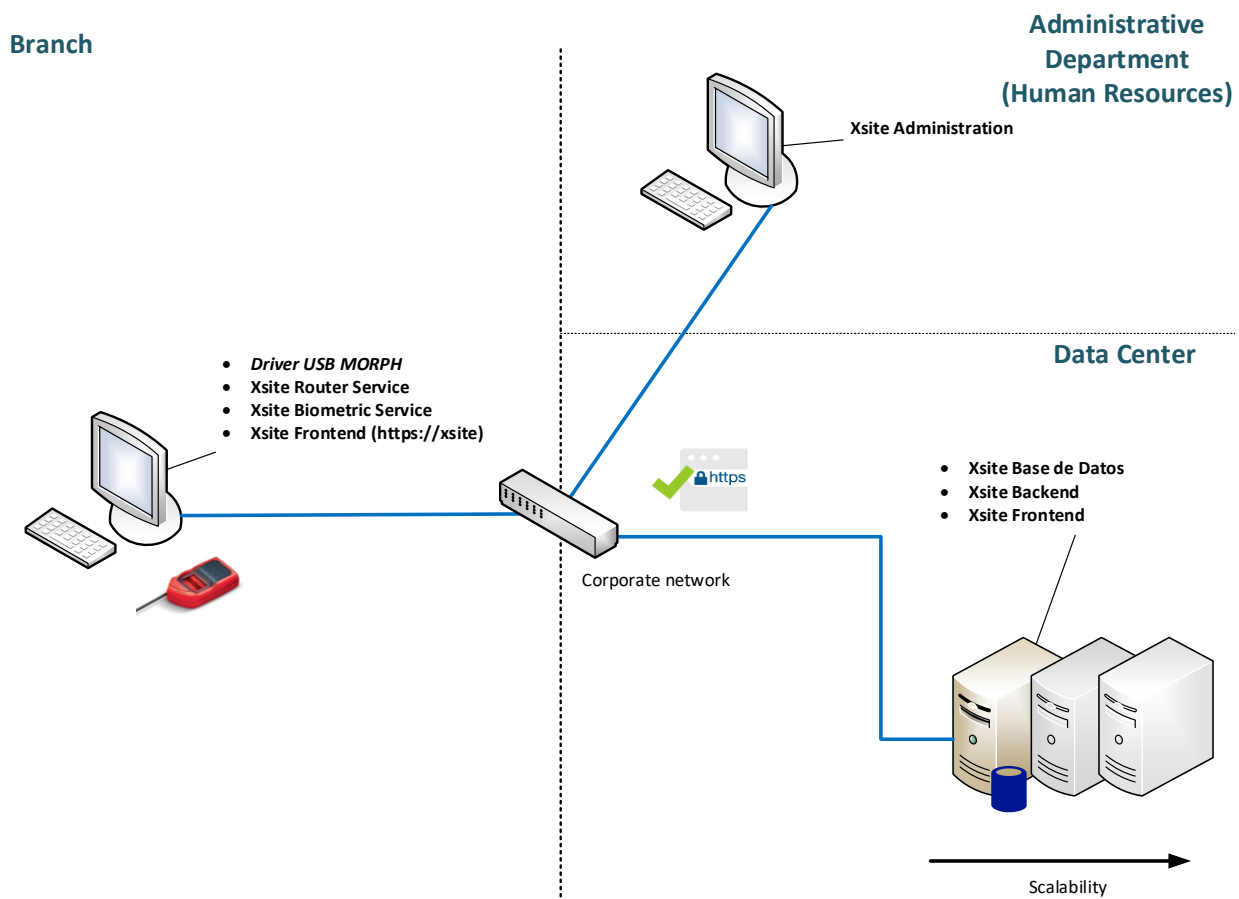 Branch
Administrative
Department
(Human Resources)
Xsite Administration
Data Center
• Driver USB MORPH
• Xsite Router Service
• Xsite Biometric Service
• Xsite Frontend (https://xsite)
https
• Xsite Base de Datos
• Xsite Backend
• Xsite Frontend
Corporate network
Scalability